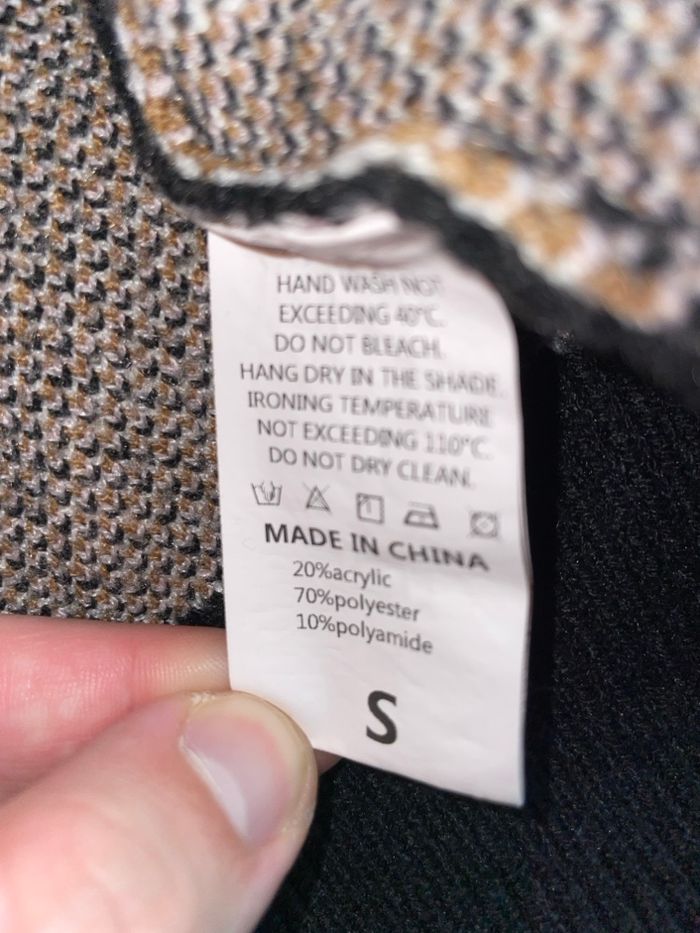 HAND WASH NOT
EXCEEDING 40°C.
DO NOT BLEACH.
HANG DRY IN THE SHADE.
IRONING TEMPERATURE
NOT EXCEEDING 110°C.
DO NOT DRY CLEAN.
MADE IN CHINA
20%acrylic
70%polyester
10%polyamide
S